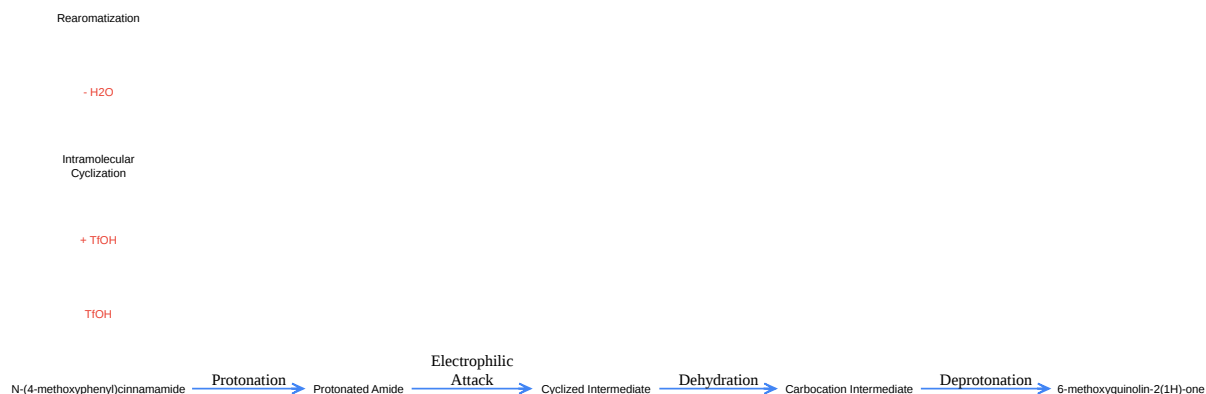 Rearomatization
- H2O
Intramolecular
Cyclization
+ TfOH
TfOH
Electrophilic
Attack
Protonation
Dehydration
Deprotonation
N-(4-methoxyphenyl)cinnamamide
Protonated Amide
Cyclized Intermediate
Carbocation Intermediate
6-methoxyquinolin-2(1H)-one